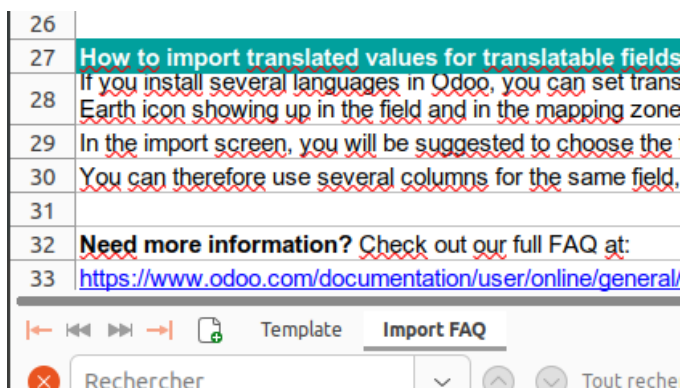 26
27 How to import translated values for translatable fields
28 If you install several languages in Odoo, you can set trans
Earth icon showing up in the field and in the mapping zone
29 In the import screen, you will be suggested to choose the
30 You can therefore use several columns for the same field,
31
32 Need more information? Check out our full FAQ at:
33 https://www.odoo.com/documentation/user/online/general/
Template Import FAQ
Rechercher Tout reche